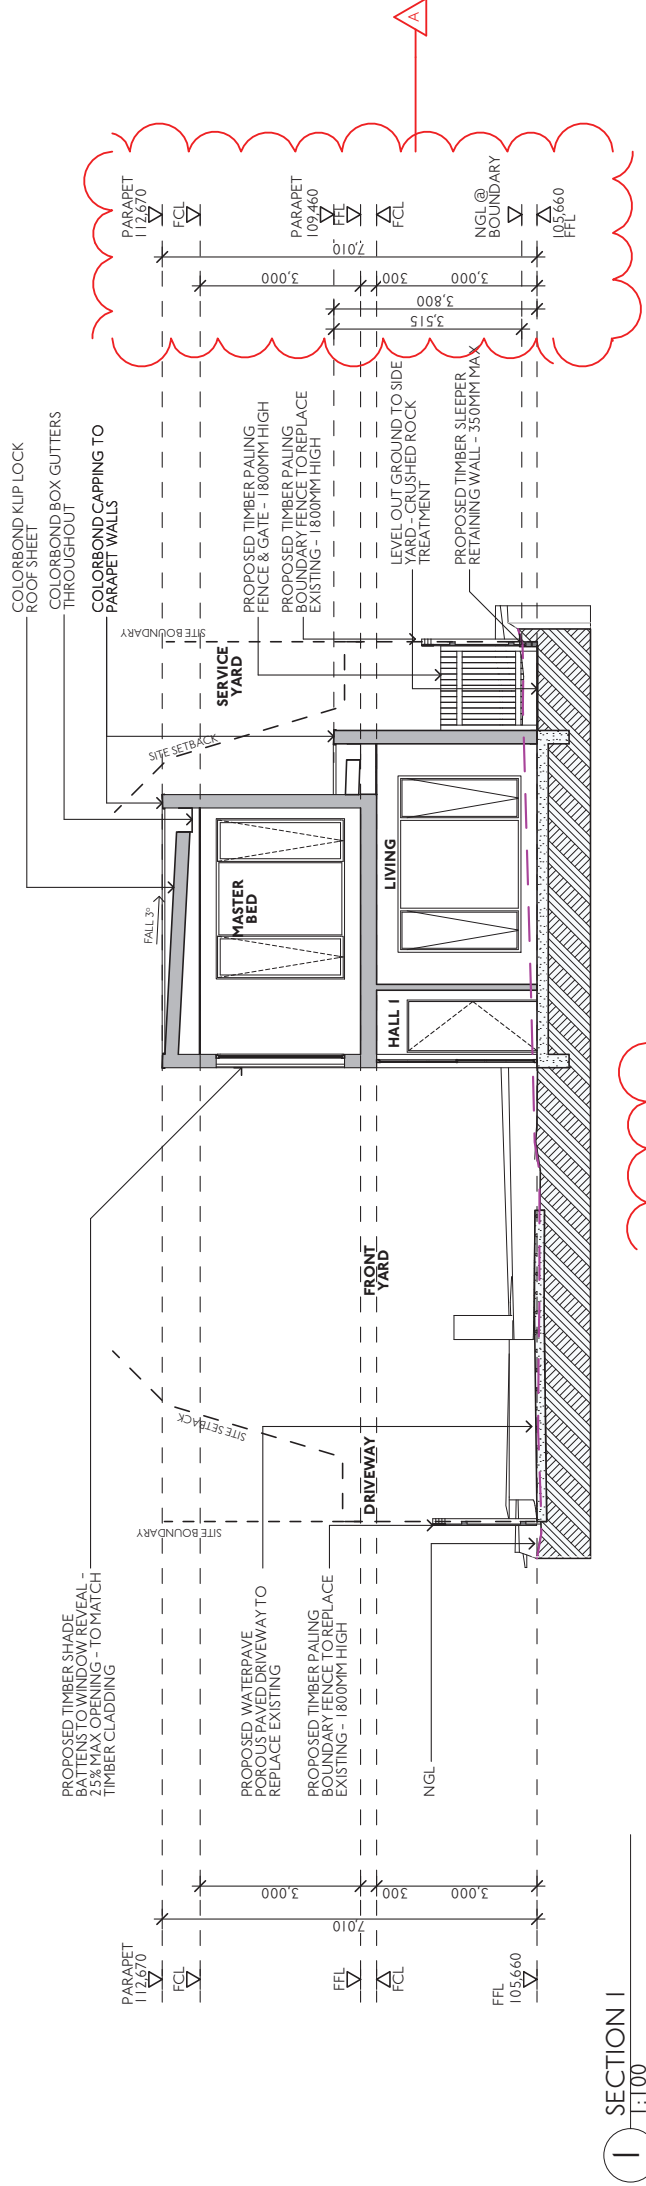 PROPOSED TIMBER SHADE
BATTENS TO WINDOW REVEAL -
25% MAX OPENING - TO MATCH
TIMBER CLADDING
PROPOSED WATERPAVE
POROUS PAVED DRIVEWAY TO
REPLACE EXISTING
PROPOSED TIMBER PALING
BOUNDARY FENCE TO REPLACE
EXISTING - 1800MM HIGH
NGL
PARAPET
112,670
FCL
FFL
FCL
FFL
105,660
3,000
300
3,000
7,010
SITE BOUNDARY
SITE SETBACK
DRIVEWAY
FRONT
YARD
FALL 3º
MASTER
BED
HALL 1
LIVING
SERVICE
YARD
SITE SETBACK
SITE BOUNDARY
COLORBOND KLIP LOCK
ROOF SHEET
COLORBOND BOX GUTTERS
THROUGHOUT
COLORBOND CAPPING TO
PARAPET WALLS
PROPOSED TIMBER PALING
FENCE & GATE - 1800MM HIGH
PROPOSED TIMBER PALING
BOUNDARY FENCE TO REPLACE
EXISTING - 1800MM HIGH
LEVEL OUT GROUND TO SIDE
YARD - CRUSHED ROCK
TREATMENT
PROPOSED TIMBER SLEEPER
RETAINING WALL - 350MM MAX
3,000
300
3,000
7,010
3,800
3,515
PARAPET
112,670
FCL
PARAPET
109,460
FFL
FCL
NGL @
BOUNDARY
105,660
FFL
A
1
SECTION 1
1:100